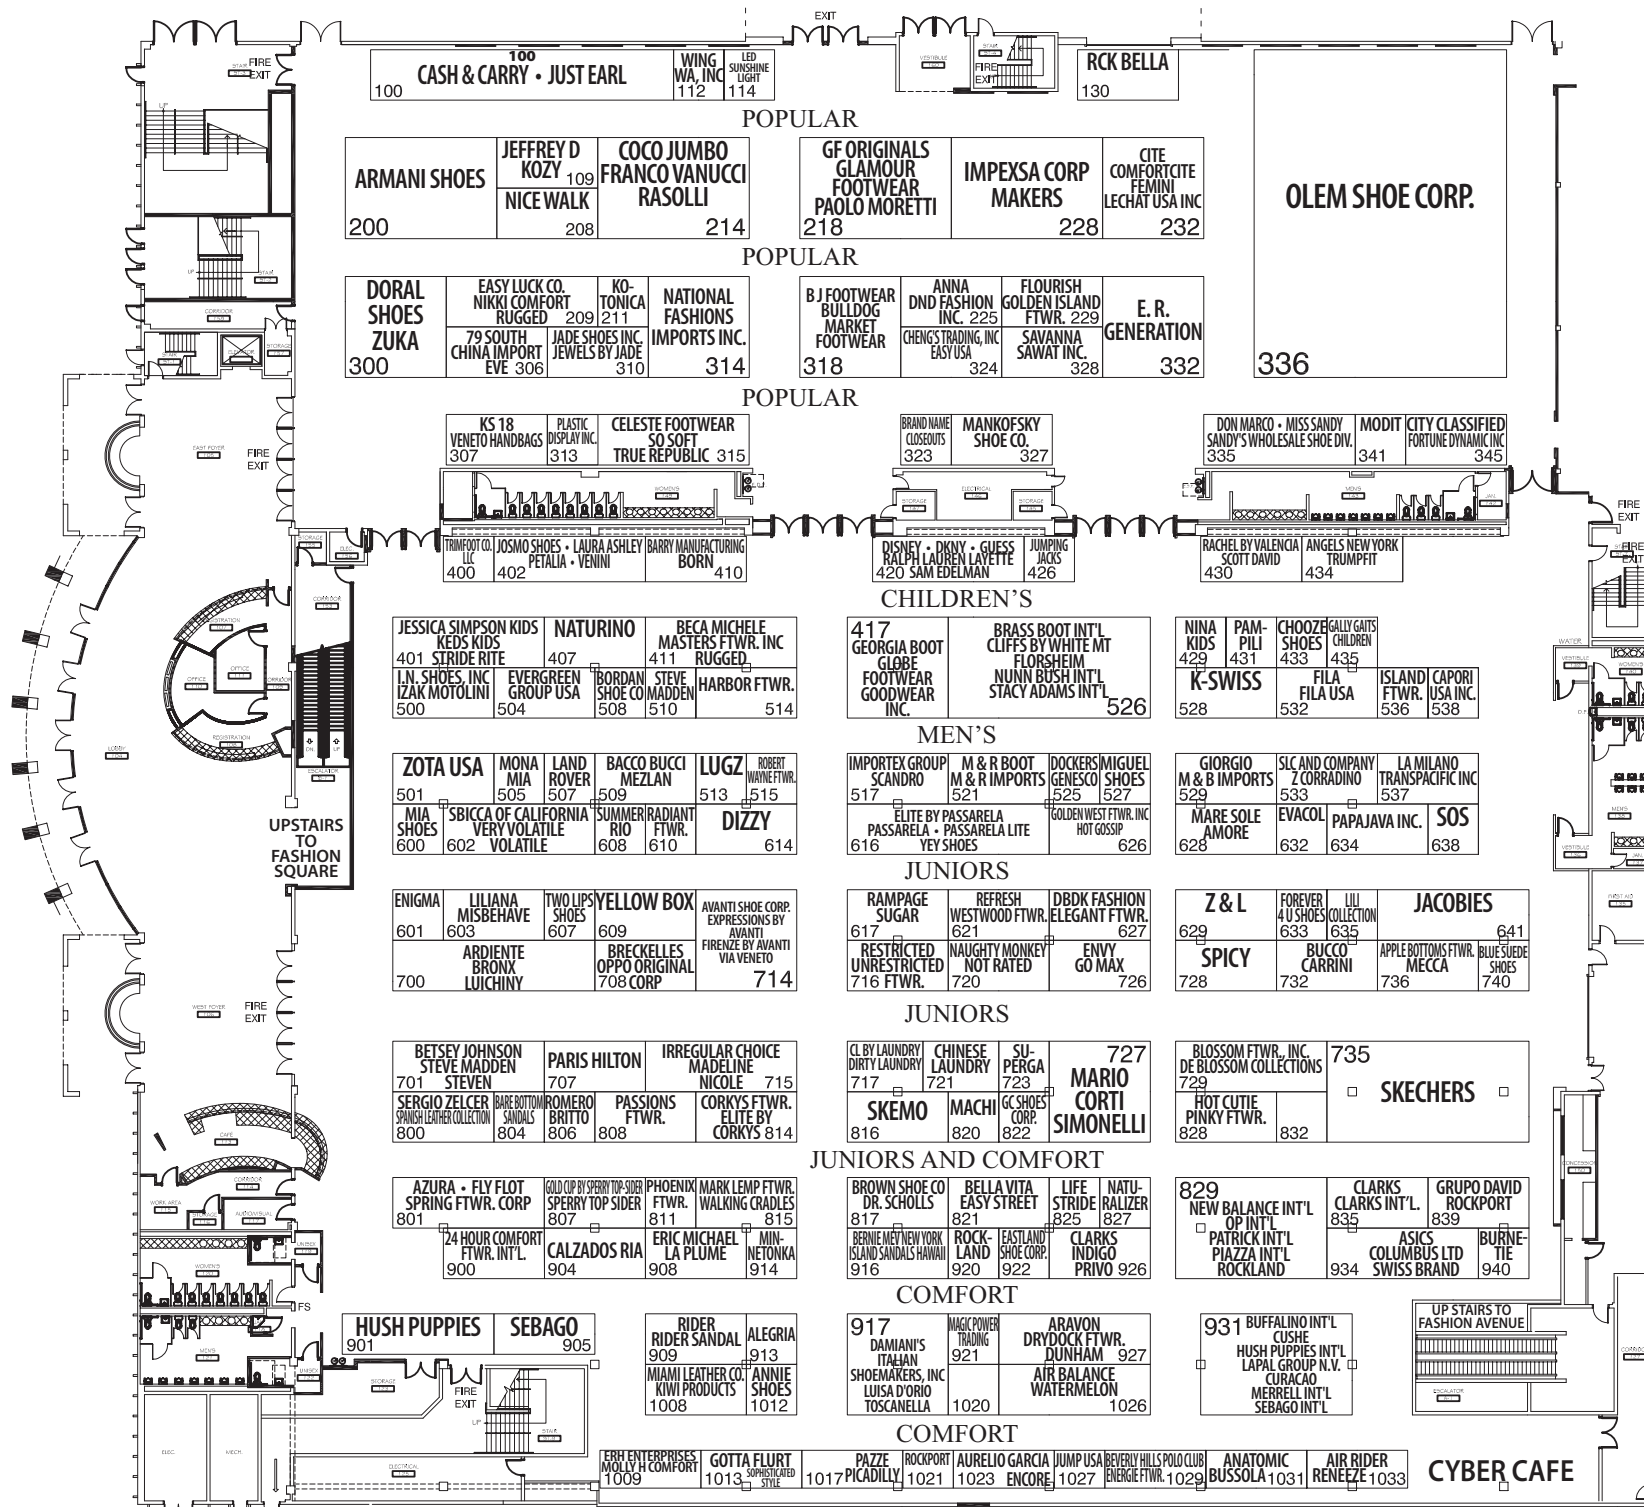 EXIT
FIRE
EXIT
UP
100
CASH & CARRY • JUST EARL
100
WING
WA, INC
112
LED
SUNSHINE
LIGHT
114
VESTIBULE
STAIR
FIRE
EXIT
RCK BELLA
130
POPULAR
ARMANI SHOES
200
JEFFREY D
KOZY 109
NICE WALK
208
COCO JUMBO
FRANCO VANUCCI
RASOLLI
214
GF ORIGINALS
GLAMOUR
FOOTWEAR
PAOLO MORETTI
218
IMPEXSA CORP
MAKERS
228
CITE
COMFORTCITE
FEMINI
LECHAT USA INC
232
OLEM SHOE CORP.
336
POPULAR
DORAL
SHOES
ZUKA
300
EASY LUCK CO.
NIKKI COMFORT
RUGGED 209
KO-
TONICA
211
79 SOUTH
CHINA IMPORT
EVE 306
JADE SHOES INC.
JEWELS BY JADE
310
NATIONAL
FASHIONS
IMPORTS INC.
314
B J FOOTWEAR
BULLDOG
MARKET
FOOTWEAR
318
ANNA
DND FASHION
INC. 225
FLOURISH
GOLDEN ISLAND
FTWR. 229
CHENG'S TRADING, INC
EASY USA
324
SAVANNA
SAWAT INC.
328
E. R.
GENERATION
332
POPULAR
KS 18
VENETO HANDBAGS
307
PLASTIC
DISPLAY INC.
313
CELESTE FOOTWEAR
SO SOFT
TRUE REPUBLIC 315
BRAND NAME
CLOSEOUTS
323
MANKOFSKY
SHOE CO.
327
DON MARCO • MISS SANDY
SANDY'S WHOLESALE SHOE DIV.
335
MODIT
341
CITY CLASSIFIED
FORTUNE DYNAMIC INC
345
EAST FOYER
FIRE
EXIT
WOMEN'S
STORAGE
ELECTRICAL
STORAGE
MEN'S
JAN.
FIRE
EXIT
FIRE
EXIT
TRIMFOOT CO.
LLC
400
JOSMO SHOES • LAURA ASHLEY
PETALIA • VENINI
402
BARRY MANUFACTURING
BORN
410
DISNEY • DKNY • GUESS
RALPH LAUREN LAYETTE
420 SAM EDELMAN
JUMPING
JACKS
426
RACHEL BY VALENCIA
SCOTT DAVID
430
ANGELS NEW YORK
TRUMPFIT
434
CHILDREN'S
JESSICA SIMPSON KIDS
KEDS KIDS
401 STRIDE RITE
NATURINO
407
BECA MICHELE
MASTERS FTWR. INC
411 RUGGED
I.N. SHOES, INC
IZAK MOTOLINI
500
EVERGREEN
GROUP USA
504
BORDAN
SHOE CO
508
STEVE
MADDEN
510
HARBOR FTWR.
514
417
GEORGIA BOOT
GLOBE
FOOTWEAR
GOODWEAR
INC.
BRASS BOOT INT'L
CLIFFS BY WHITE MT
FLORSHEIM
NUNN BUSH INT'L
STACY ADAMS INT'L
526
NINA
KIDS
429
PAM-
PILI
431
CHOOZE
SHOES
433
GALLY GAITS
CHILDREN
435
K-SWISS
528
FILA
FILA USA
532
ISLAND
FTWR.
536
CAPORI
USA INC.
538
MEN'S
ZOTA USA
501
MONA
MIA
505
LAND
ROVER
507
BACCO BUCCI
MEZLAN
509
LUGZ
513
ROBERT
WAYNE FTWR.
515
MIA
SHOES
600
SBICCA OF CALIFORNIA
VERY VOLATILE
602 VOLATILE
SUMMER
RIO
608
RADIANT
FTWR.
610
DIZZY
614
IMPORTEX GROUP
SCANDRO
517
M & R BOOT
M & R IMPORTS
521
DOCKERS
GENESCO
525
MIGUEL
SHOES
527
ELITE BY PASSARELA
PASSARELA • PASSARELA LITE
616 YEY SHOES
GOLDEN WEST FTWR. INC
HOT GOSSIP
626
GIORGIO
M & B IMPORTS
529
SLC AND COMPANY
Z CORRADINO
533
LA MILANO
TRANSPACIFIC INC
537
MARE SOLE
AMORE
628
EVACOL
632
PAPAJAVA INC.
634
SOS
638
UPSTAIRS
TO
FASHION
SQUARE
JUNIORS
ENIGMA
601
LILIANA
MISBEHAVE
603
TWO LIPS
SHOES
607
YELLOW BOX
609
AVANTI SHOE CORP.
EXPRESSIONS BY
AVANTI
FIRENZE BY AVANTI
VIA VENETO
714
ARDIENTE
BRONX
LUICHINY
700
BRECKELLES
OPPO ORIGINAL
708 CORP
RAMPAGE
SUGAR
617
REFRESH
WESTWOOD FTWR.
621
DBDK FASHION
ELEGANT FTWR.
627
RESTRICTED
UNRESTRICTED
716 FTWR.
NAUGHTY MONKEY
NOT RATED
720
ENVY
GO MAX
726
Z & L
629
FOREVER
4 U SHOES
633
LILI
COLLECTION
635
JACOBIES
641
SPICY
728
BUCCO
CARRINI
732
APPLE BOTTOMS FTWR.
MECCA
736
BLUE SUEDE
SHOES
740
WEST FOYER
FIRE
EXIT
JUNIORS
BETSEY JOHNSON
STEVE MADDEN
701 STEVEN
PARIS HILTON
707
IRREGULAR CHOICE
MADELINE
NICOLE 715
SERGIO ZELCER
SPANISH LEATHER COLLECTION
800
BARE BOTTOM
SANDALS
804
ROMERO
BRITTO
806
PASSIONS
FTWR.
808
CORKYS FTWR.
ELITE BY
CORKYS 814
CL BY LAUNDRY
DIRTY LAUNDRY
717
CHINESE
LAUNDRY
721
SU-
PERGA
723
727
MARIO
CORTI
SIMONELLI
SKEMO
816
MACHI
820
GC SHOES
CORP.
822
BLOSSOM FTWR., INC.
DE BLOSSOM COLLECTIONS
729
HOT CUTIE
PINKY FTWR.
828
832
735
SKECHERS
JUNIORS AND COMFORT
AZURA • FLY FLOT
SPRING FTWR. CORP
801
GOLD CUP BY SPERRY TOP-SIDER
SPERRY TOP SIDER
807
PHOENIX
FTWR.
811
MARK LEMP FTWR.
WALKING CRADLES
815
24 HOUR COMFORT
FTWR. INT'L.
900
CALZADOS RIA
904
ERIC MICHAEL
LA PLUME
908
MIN-
NETONKA
914
BROWN SHOE CO
DR. SCHOLLS
817
BELLA VITA
EASY STREET
821
LIFE
STRIDE
825
NATU-
RALIZER
827
BERNIE MEV NEW YORK
ISLAND SANDALS HAWAII
916
ROCK-
LAND
920
EASTLAND
SHOE CORP.
922
CLARKS
INDIGO
PRIVO 926
829
NEW BALANCE INT'L
OP INT'L
PATRICK INT'L
PIAZZA INT'L
ROCKLAND
CLARKS
CLARKS INT'L.
835
GRUPO DAVID
ROCKPORT
839
ASICS
COLUMBUS LTD
934 SWISS BRAND
BURNE-
TIE
940
COMFORT
FS
HUSH PUPPIES
901
SEBAGO
905
RIDER
RIDER SANDAL
909
ALEGRIA
913
MIAMI LEATHER CO.
KIWI PRODUCTS
1008
ANNIE
SHOES
1012
917
DAMIANI'S
ITALIAN
SHOEMAKERS, INC
LUISA D'ORIO
TOSCANELLA
MAGIC POWER
TRADING
921
ARAVON
DRYDOCK FTWR.
DUNHAM 927
1020
AIR BALANCE
WATERMELON
1026
931
BUFFALINO INT'L
CUSHE
HUSH PUPPIES INT'L
LAPAL GROUP N.V.
CURACAO
MERRELL INT'L
SEBAGO INT'L
UP STAIRS TO
FASHION AVENUE
FIRE
EXIT
UP
COMFORT
ERH ENTERPRISES
MOLLY H COMFORT
1009
GOTTA FLURT
1013 SOPHISTICATED
STYLE
PAZZE
1017 PICADILLY
ROCKPORT
1021
AURELIO GARCIA
1023 ENCORE
JUMP USA
1027
BEVERLY HILLS POLO CLUB
ENERGIE FTWR. 1029
ANATOMIC
BUSSOLA 1031
AIR RIDER
RENEEZE 1033
CYBER CAFE